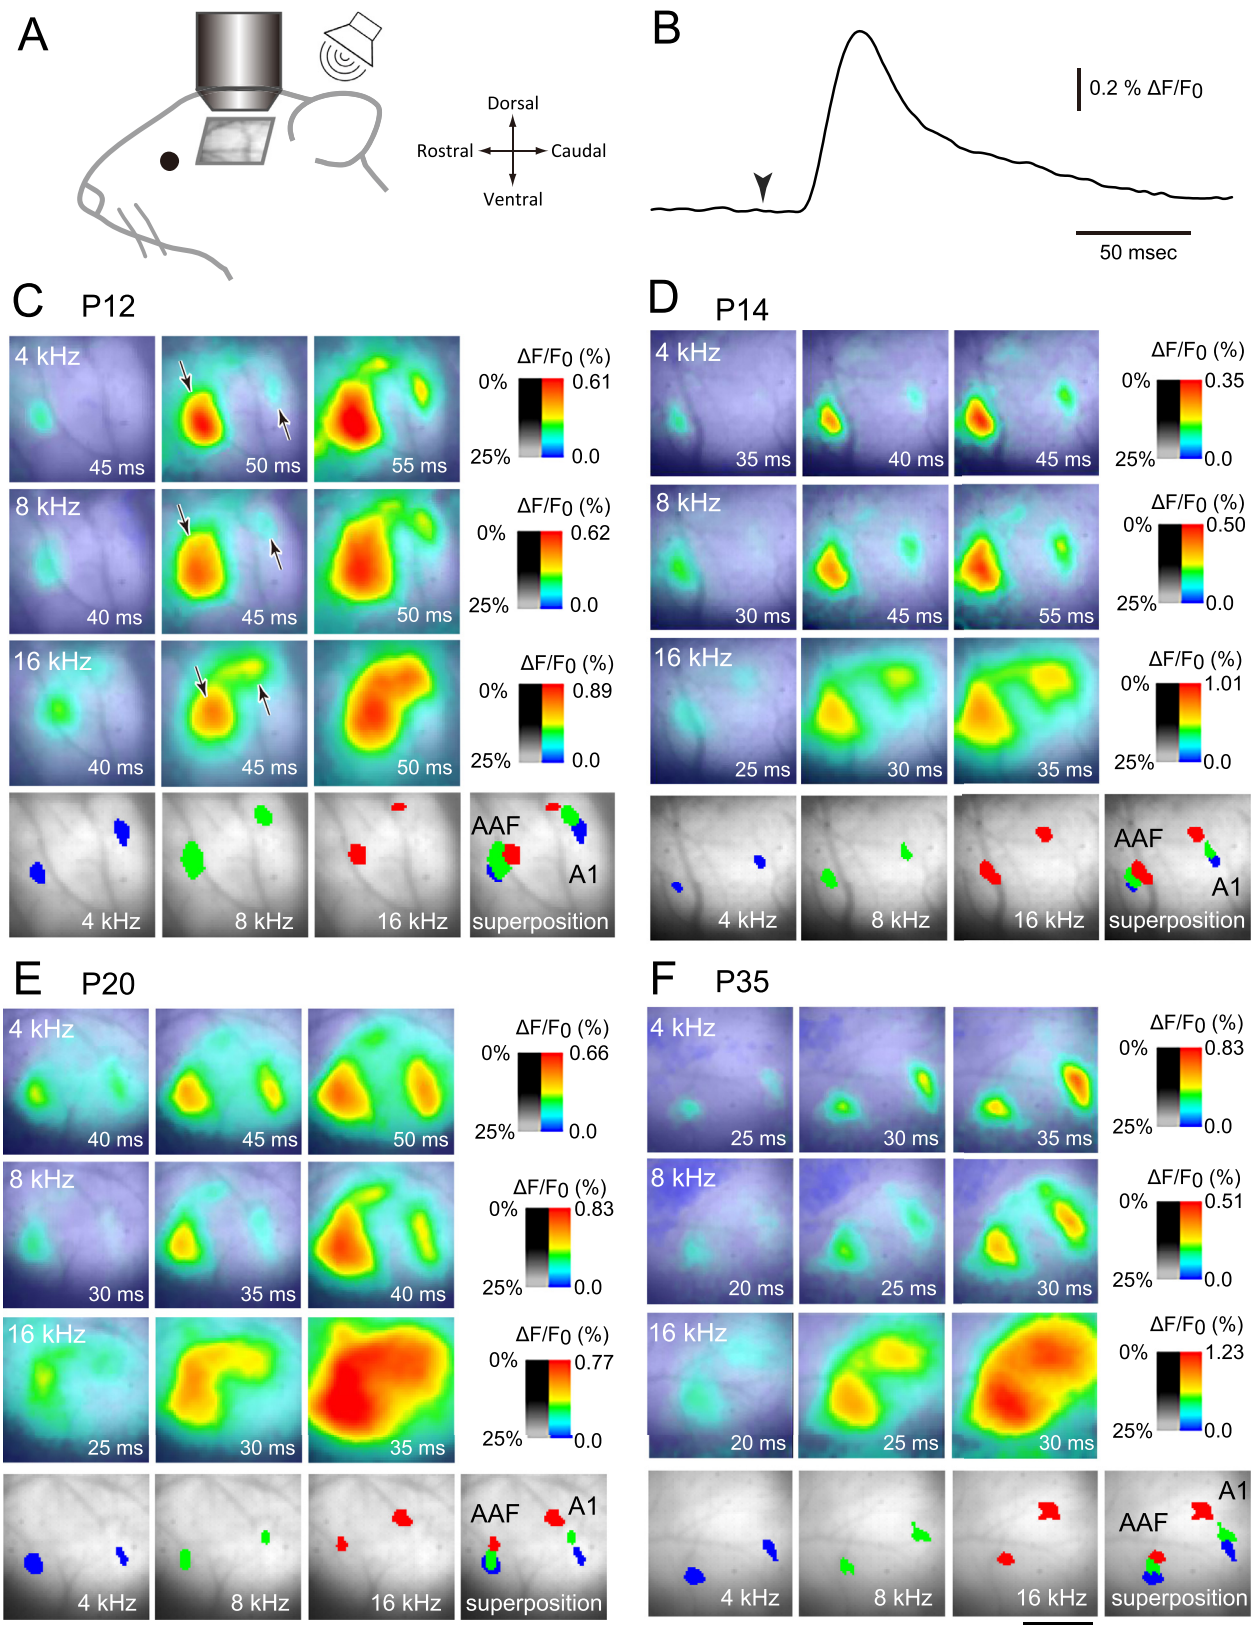 A
Dorsal
Rostral
Caudal
Ventral
B
0.2 % ΔF/F0
50 msec
C P12
4 kHz
45 ms
50 ms
55 ms
ΔF/F0 (%)
0% 0.61
25% 0.0
8 kHz
40 ms
45 ms
50 ms
ΔF/F0 (%)
0% 0.62
25% 0.0
16 kHz
40 ms
45 ms
50 ms
ΔF/F0 (%)
0% 0.89
25% 0.0
4 kHz
8 kHz
16 kHz
AAF
A1
superposition
D P14
4 kHz
35 ms
40 ms
45 ms
ΔF/F0 (%)
0% 0.35
25% 0.0
8 kHz
30 ms
45 ms
55 ms
ΔF/F0 (%)
0% 0.50
25% 0.0
16 kHz
25 ms
30 ms
35 ms
ΔF/F0 (%)
0% 1.01
25% 0.0
4 kHz
8 kHz
16 kHz
AAF
A1
superposition
E P20
4 kHz
40 ms
45 ms
50 ms
ΔF/F0 (%)
0% 0.66
25% 0.0
8 kHz
30 ms
35 ms
40 ms
ΔF/F0 (%)
0% 0.83
25% 0.0
16 kHz
25 ms
30 ms
35 ms
ΔF/F0 (%)
0% 0.77
25% 0.0
4 kHz
8 kHz
16 kHz
AAF
A1
superposition
F P35
4 kHz
25 ms
30 ms
35 ms
ΔF/F0 (%)
0% 0.83
25% 0.0
8 kHz
20 ms
25 ms
30 ms
ΔF/F0 (%)
0% 0.51
25% 0.0
16 kHz
20 ms
25 ms
30 ms
ΔF/F0 (%)
0% 1.23
25% 0.0
4 kHz
8 kHz
16 kHz
A1
AAF
superposition